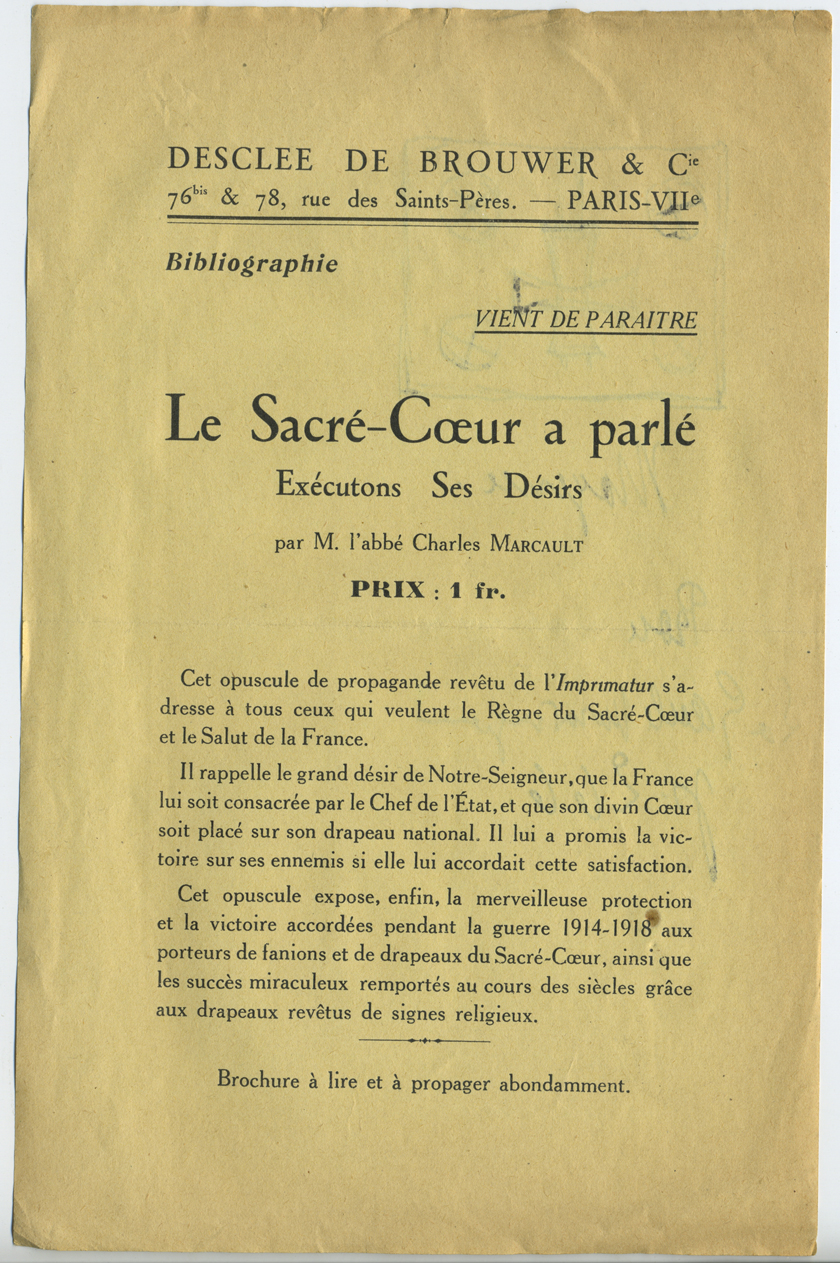 DESCLEE DE BROUWER & Cie
76bis & 78, rue des Saints-Pères. — PARIS-VIIe
Bibliographie
VIENT DE PARAITRE
Le Sacré-Cœur a parlé
Exécutons Ses Désirs
par M. l'abbé Charles MARCAULT
PRIX : 1 fr.
Cet opuscule de propagande revêtu de l'Imprimatur s'a-
dresse à tous ceux qui veulent le Règne du Sacré-Cœur
et le Salut de la France.
Il rappelle le grand désir de Notre-Seigneur, que la France
lui soit consacrée par le Chef de l'État, et que son divin Cœur
soit placé sur son drapeau national. Il lui a promis la vic-
toire sur ses ennemis si elle lui accordait cette satisfaction.
Cet opuscule expose, enfin, la merveilleuse protection
et la victoire accordées pendant la guerre 1914-1918 aux
porteurs de fanions et de drapeaux du Sacré-Cœur, ainsi que
les succès miraculeux remportés au cours des siècles grâce
aux drapeaux revêtus de signes religieux.
Brochure à lire et à propager abondamment.